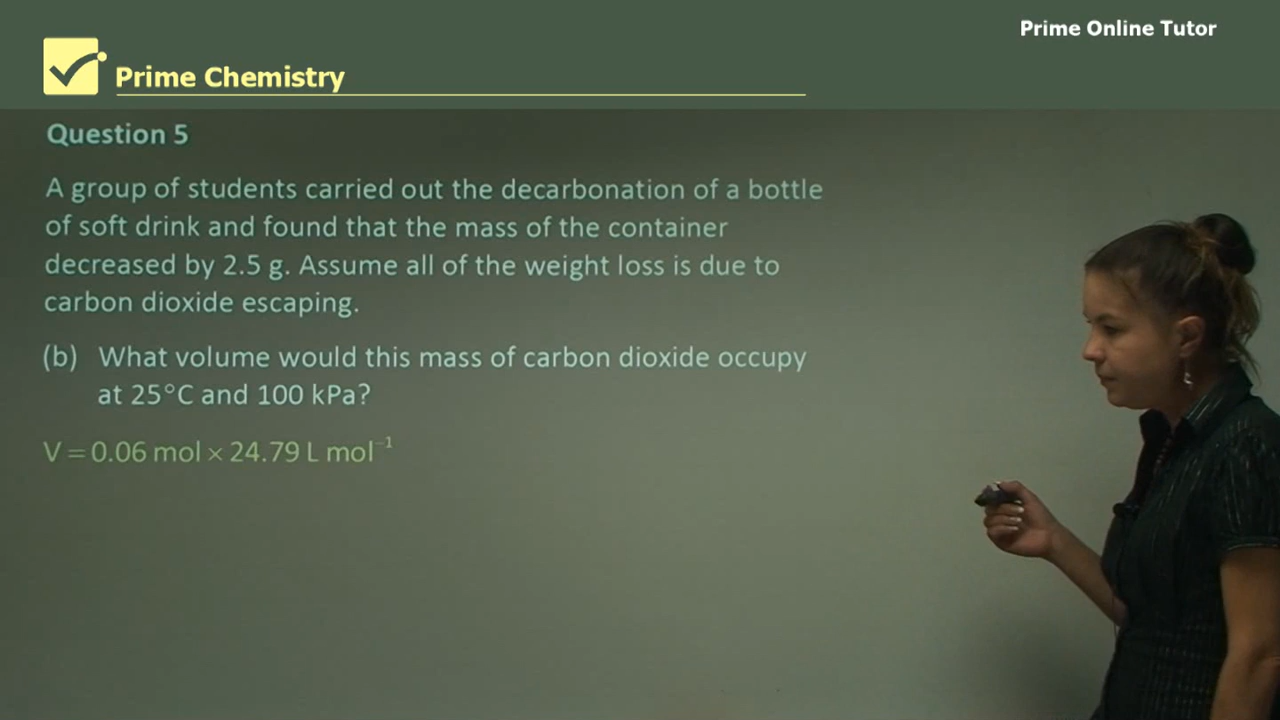 Prime Online Tutor
Prime Chemistry
Question 5
A group of students carried out the decarbonation of a bottle
of soft drink and found that the mass of the container
decreased by 2.5 g. Assume all of the weight loss is due to
carbon dioxide escaping.
(b) What volume would this mass of carbon dioxide occupy
at 25°C and 100 kPa?
V = 0.06 mol × 24.79 L mol⁻¹